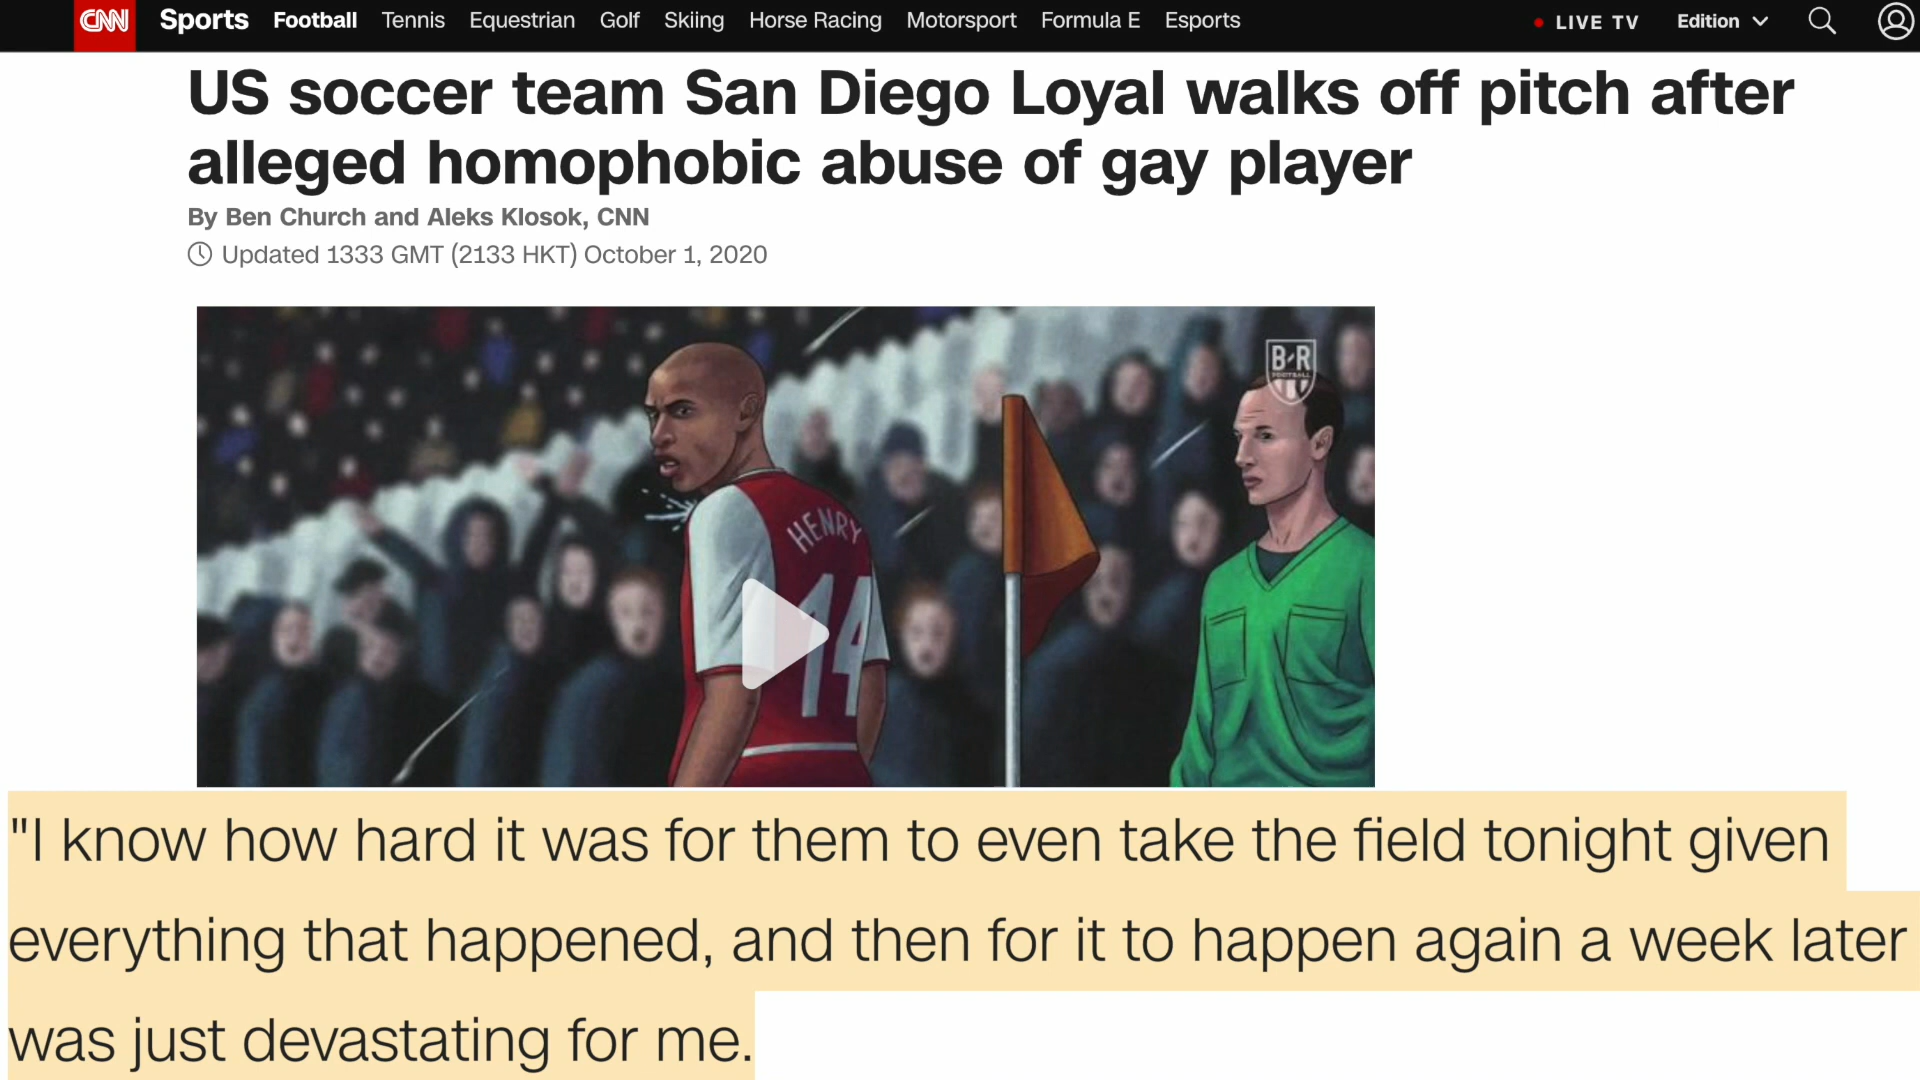 CNN Sports Football Tennis Equestrian Golf Skiing Horse Racing Motorsport Formula E Esports LIVE TV Edition
US soccer team San Diego Loyal walks off pitch after
alleged homophobic abuse of gay player
By Ben Church and Aleks Klosok, CNN
Updated 1333 GMT (2133 HKT) October 1, 2020
B-R
FOOTBALL
HENRY
14
"I know how hard it was for them to even take the field tonight given
everything that happened, and then for it to happen again a week later
was just devastating for me.